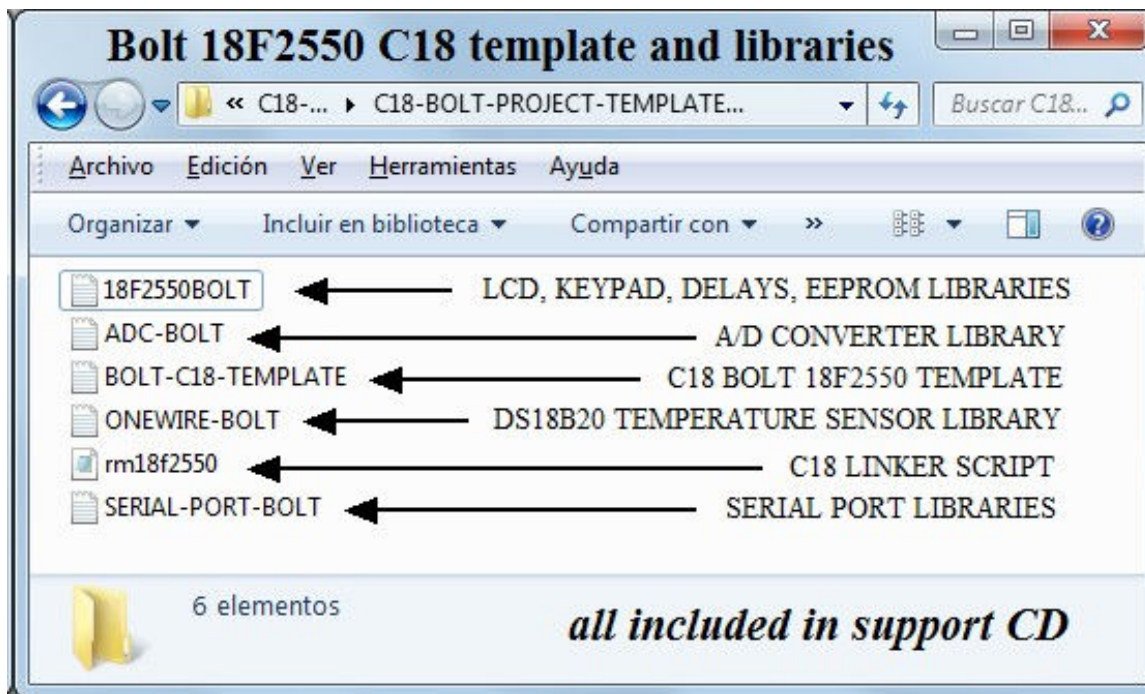 Bolt 18F2550 C18 template and libraries
« C18-... ▸ C18-BOLT-PROJECT-TEMPLATE... Buscar C18...
Archivo Edición Ver Herramientas Ayuda
Organizar Incluir en biblioteca Compartir con »
18F2550BOLT LCD, KEYPAD, DELAYS, EEPROM LIBRARIES
ADC-BOLT A/D CONVERTER LIBRARY
BOLT-C18-TEMPLATE C18 BOLT 18F2550 TEMPLATE
ONEWIRE-BOLT DS18B20 TEMPERATURE SENSOR LIBRARY
rm18f2550 C18 LINKER SCRIPT
SERIAL-PORT-BOLT SERIAL PORT LIBRARIES
6 elementos all included in support CD